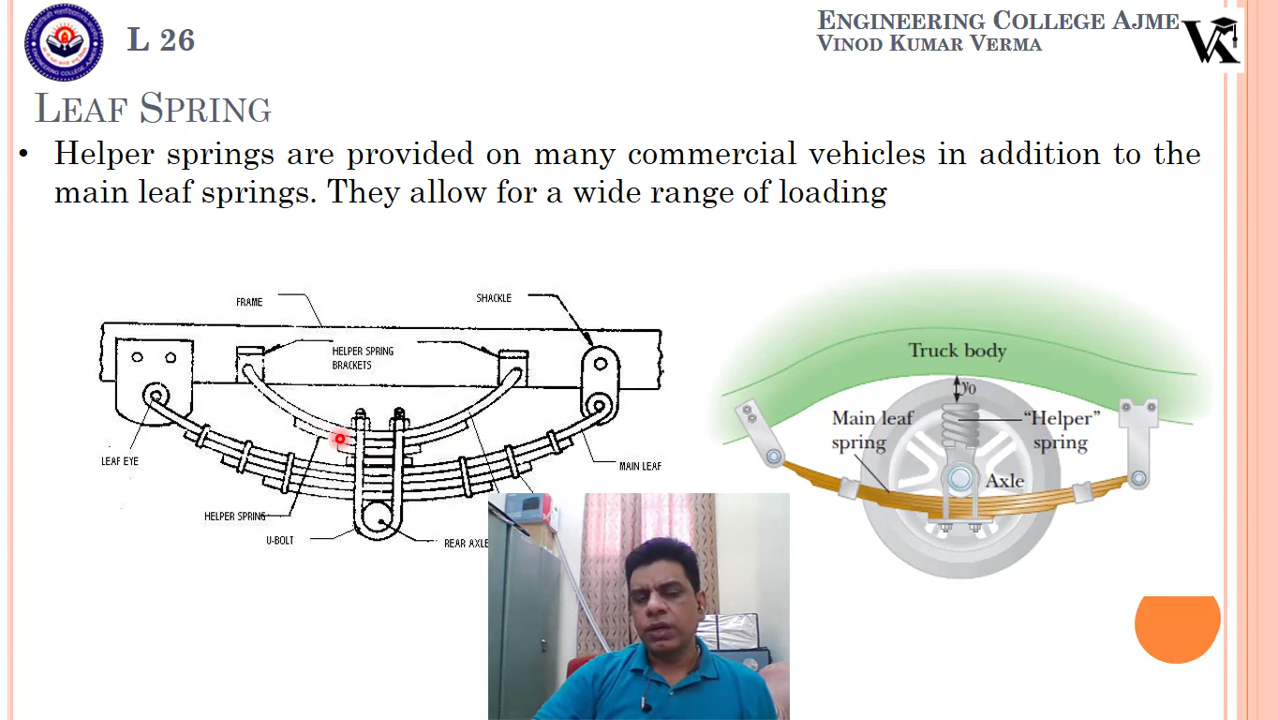 L 26
ENGINEERING COLLEGE AJME
VINOD KUMAR VERMA
LEAF SPRING
• Helper springs are provided on many commercial vehicles in addition to the
main leaf springs. They allow for a wide range of loading
FRAME
SHACKLE
HELPER SPRING
BRACKETS
LEAF EYE
MAIN LEAF
HELPER SPRING
U-BOLT
REAR AXLE
Truck body
y0
Main leaf
spring
“Helper”
spring
Axle